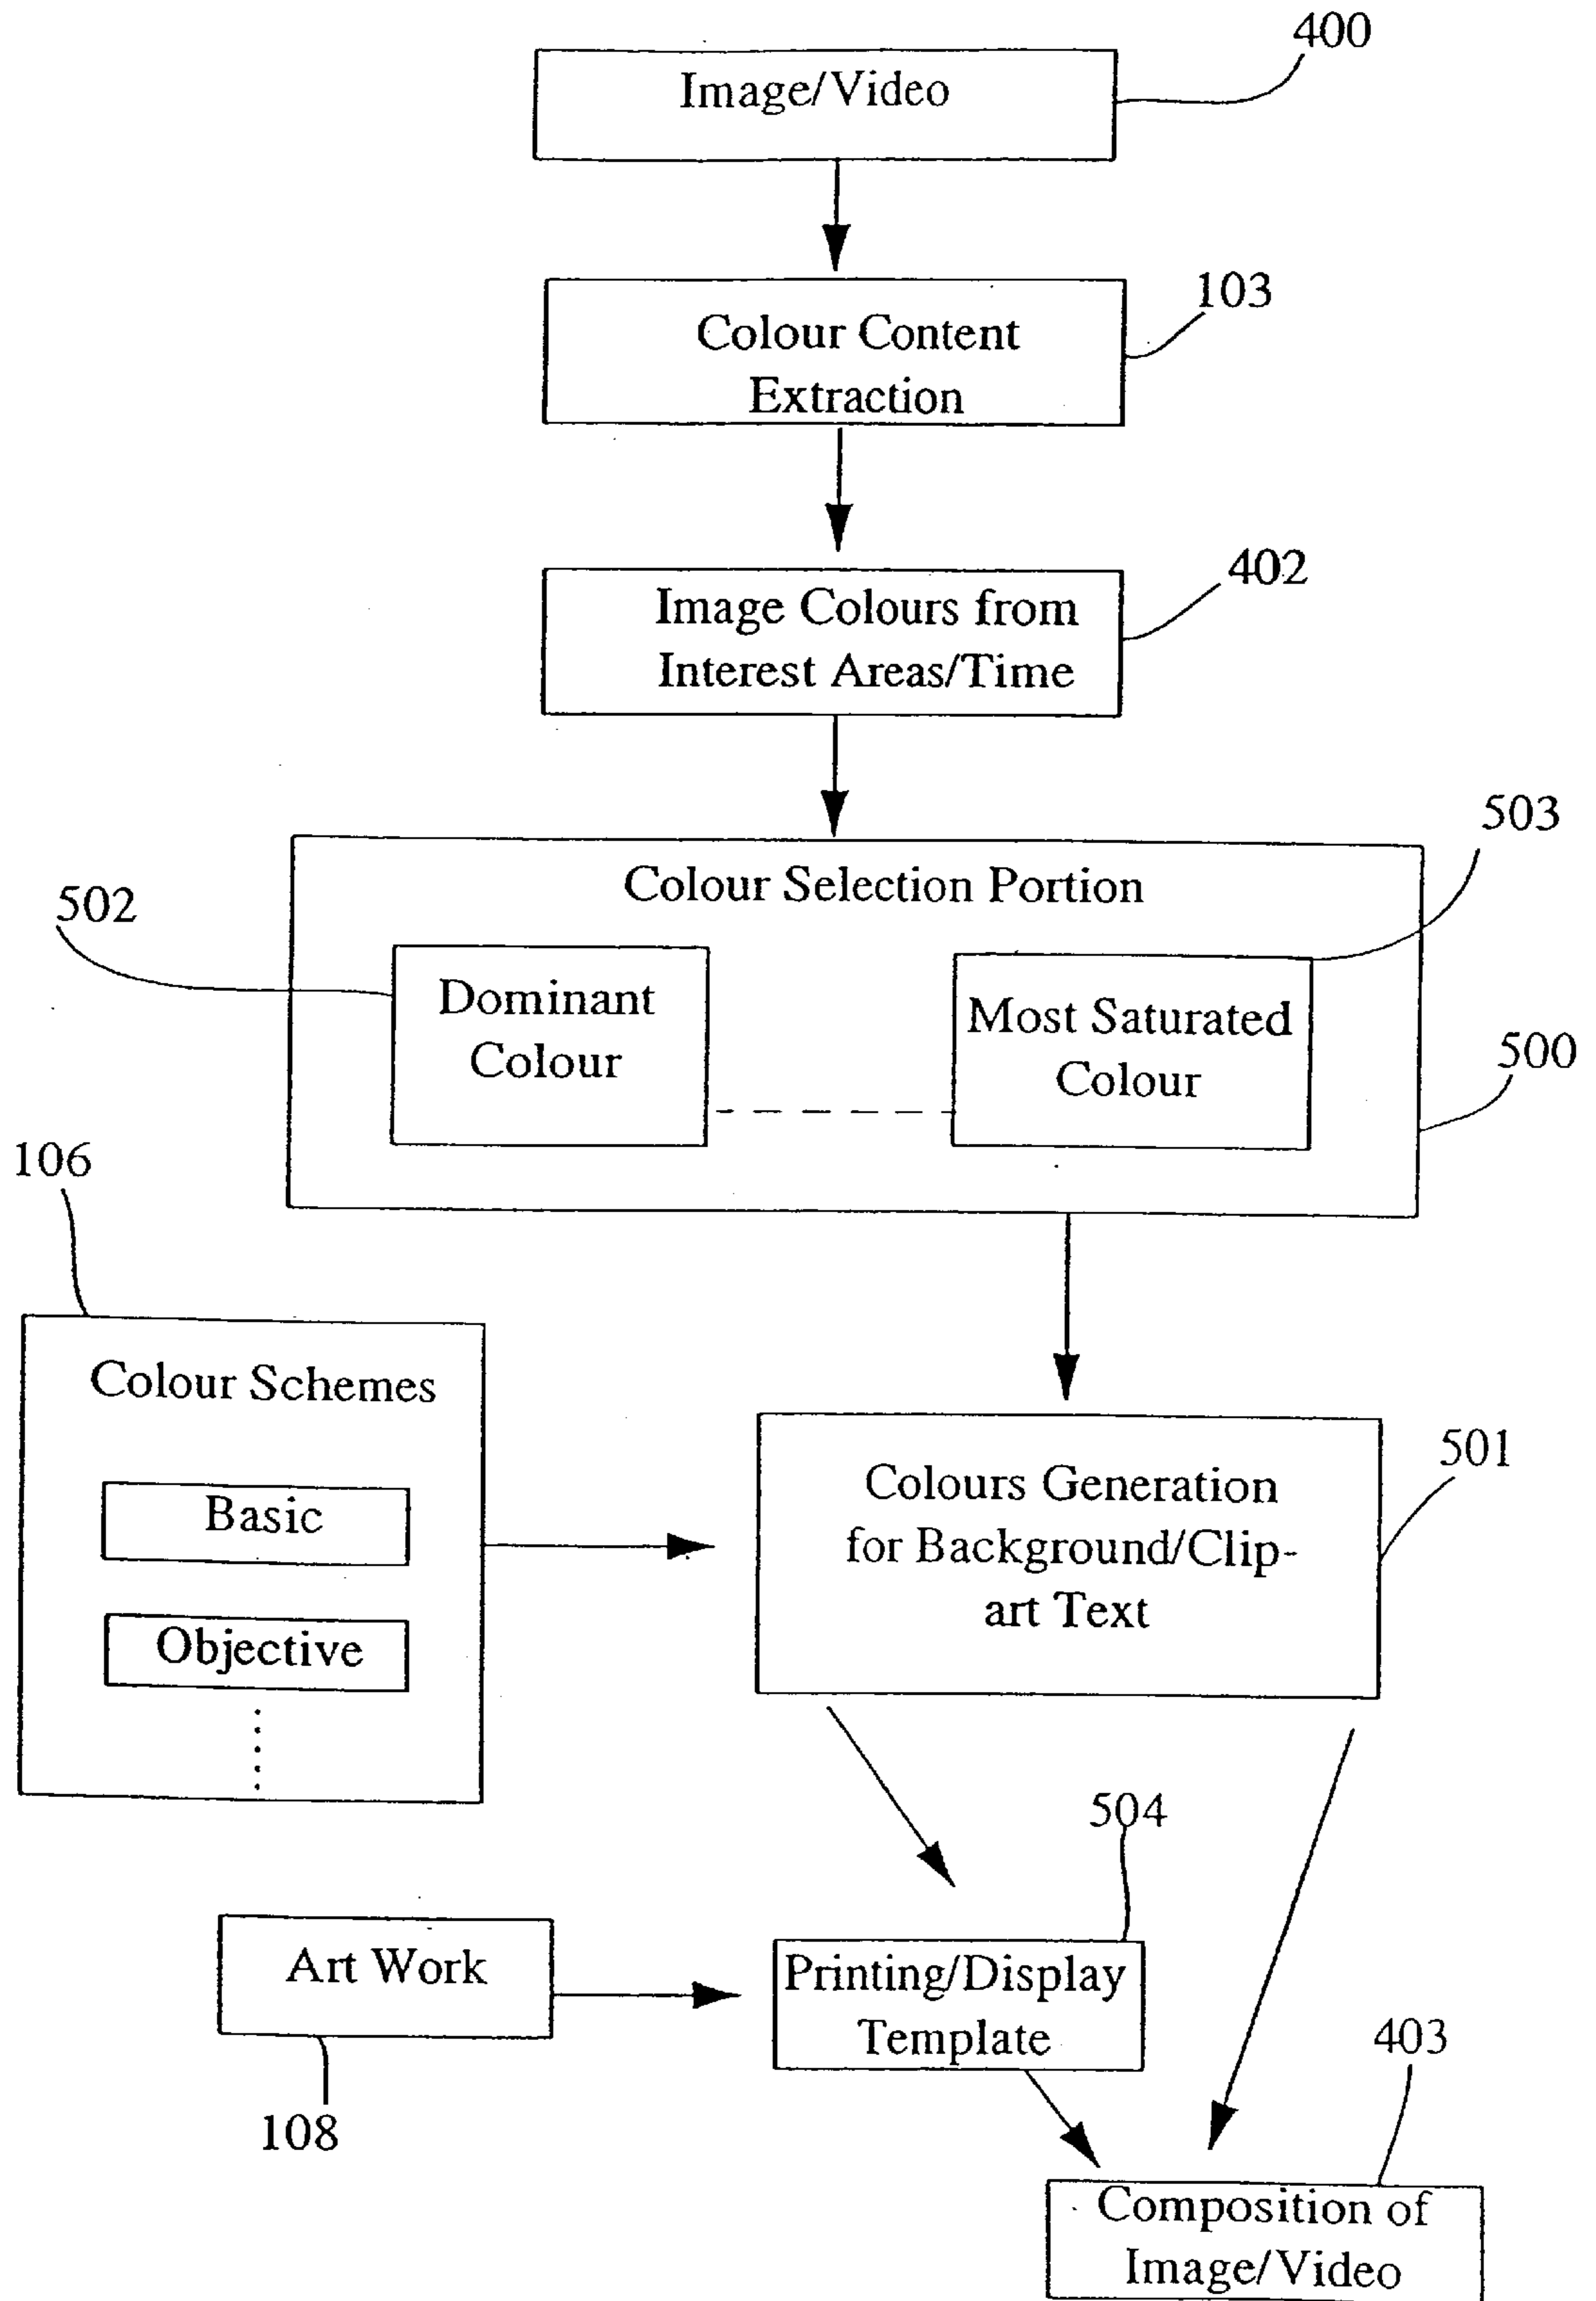 400
Image/Video
103
Colour Content
Extraction
402
Image Colours from
Interest Areas/Time
503
Colour Selection Portion
502
Dominant
Colour
Most Saturated
Colour
500
106
Colour Schemes
Basic
Objective
501
Colours Generation
for Background/Clip-
art Text
504
Art Work
108
Printing/Display
Template
403
Composition of
Image/Video